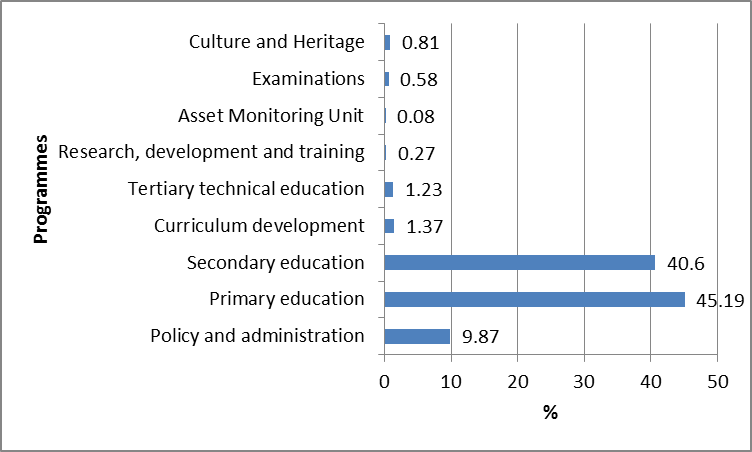 Programmes
Culture and Heritage 0.81
Examinations 0.58
Asset Monitoring Unit 0.08
Research, development and training 0.27
Tertiary technical education 1.23
Curriculum development 1.37
Secondary education 40.6
Primary education 45.19
Policy and administration 9.87
0 10 20 30 40 50
%